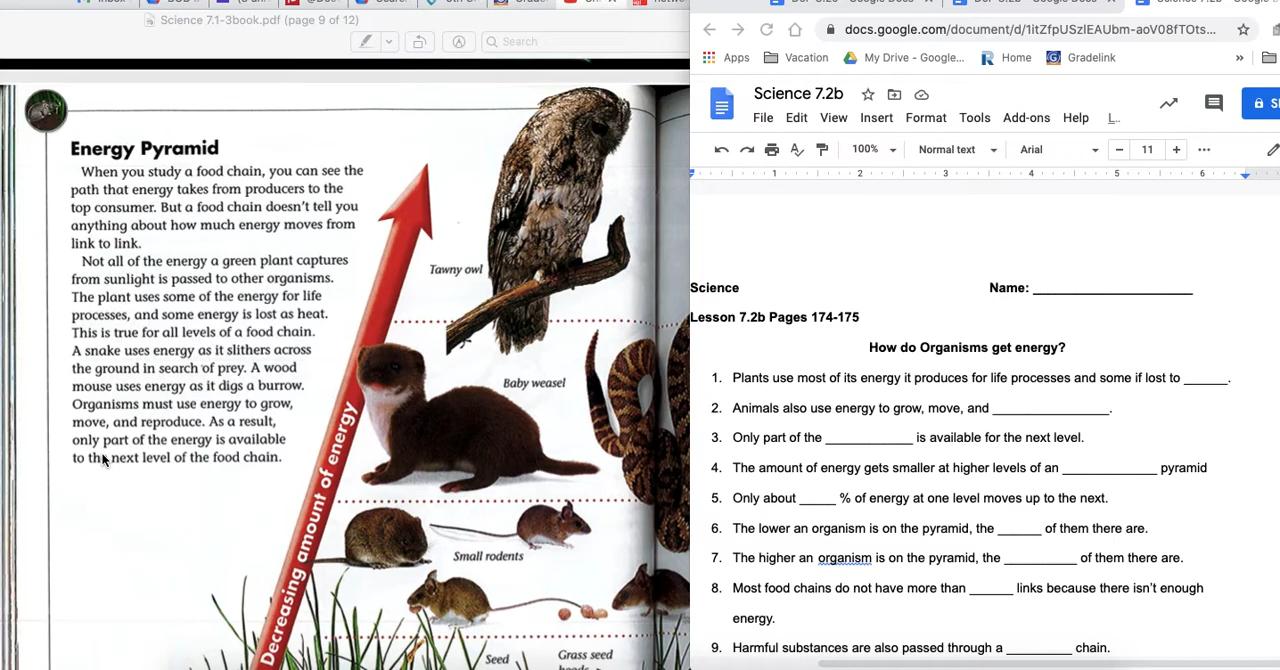 Science 7.1-3book.pdf (page 9 of 12)
Search
Energy Pyramid
When you study a food chain, you can see the
path that energy takes from producers to the
top consumer. But a food chain doesn't tell you
anything about how much energy moves from
link to link.
Not all of the energy a green plant captures
from sunlight is passed to other organisms.
The plant uses some of the energy for life
processes, and some energy is lost as heat.
This is true for all levels of a food chain.
A snake uses energy as it slithers across
the ground in search of prey. A wood
mouse uses energy as it digs a burrow.
Organisms must use energy to grow,
move, and reproduce. As a result,
only part of the energy is available
to the next level of the food chain.
Decreasing amount of energy
Tawny owl
Baby weasel
Small rodents
Seed
Grass seed
docs.google.com/document/d/1itZfpUSzlEAUbm-aoV08fTOts...
Apps Vacation My Drive - Google... Home Gradelink »
Science 7.2b
File Edit View Insert Format Tools Add-ons Help L...
100% Normal text Arial − 11 + ...
1 2 3 4 5 6
Science Name: ______________________
Lesson 7.2b Pages 174-175
How do Organisms get energy?
1. Plants use most of its energy it produces for life processes and some if lost to ______.
2. Animals also use energy to grow, move, and ________________.
3. Only part of the ____________ is available for the next level.
4. The amount of energy gets smaller at higher levels of an _____________ pyramid
5. Only about _____ % of energy at one level moves up to the next.
6. The lower an organism is on the pyramid, the ______ of them there are.
7. The higher an organism is on the pyramid, the __________ of them there are.
8. Most food chains do not have more than ______ links because there isn't enough
energy.
9. Harmful substances are also passed through a _________ chain.